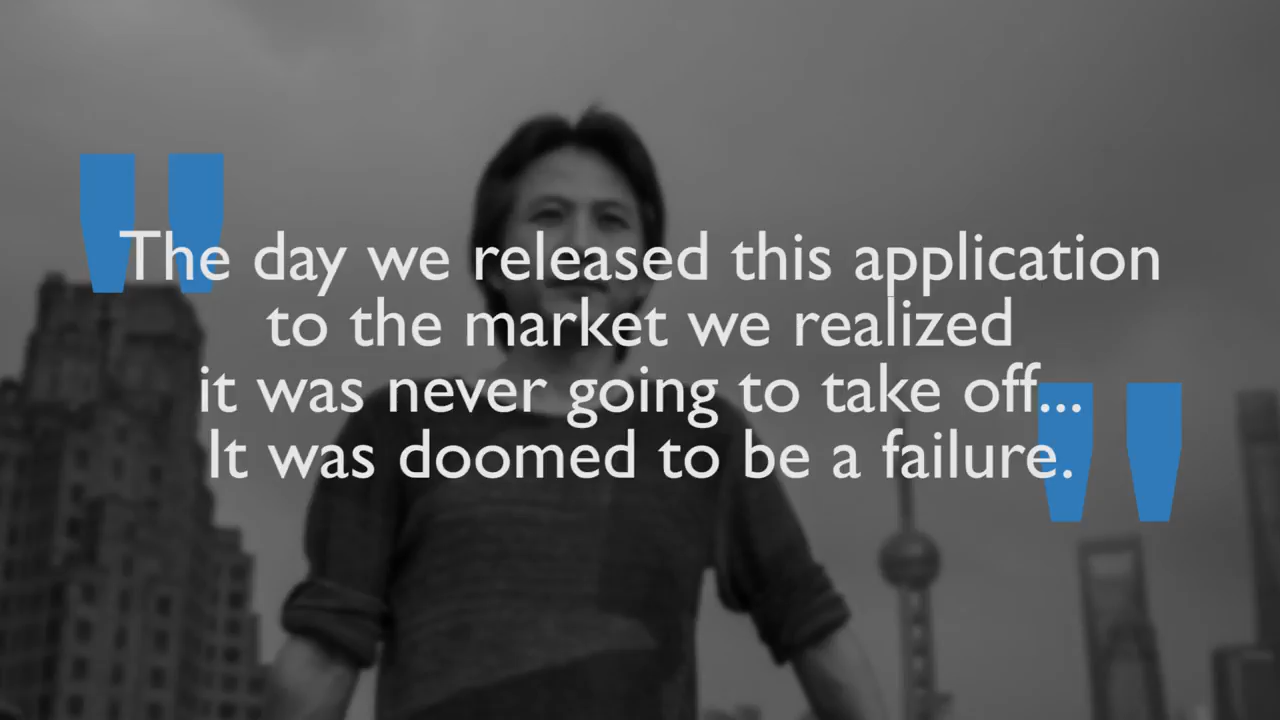 "The day we released this application
to the market we realized
it was never going to take off...
It was doomed to be a failure."